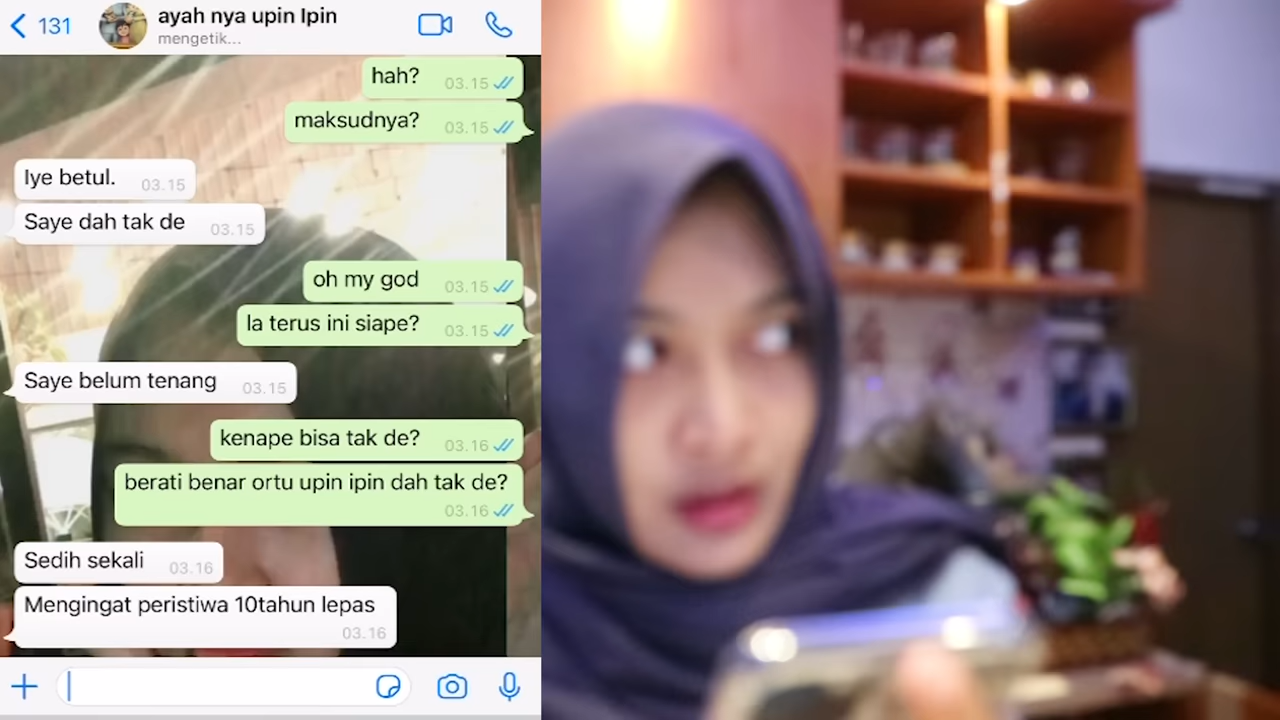 131
ayah nya upin Ipin
mengetik...
hah? 03.15
maksudnya? 03.15
Iye betul. 03.15
Saye dah tak de 03.15
oh my god 03.15
la terus ini siape? 03.15
Saye belum tenang 03.15
kenape bisa tak de? 03.16
berati benar ortu upin ipin dah tak de?
03.16
Sedih sekali 03.16
Mengingat peristiwa 10tahun lepas
03.16